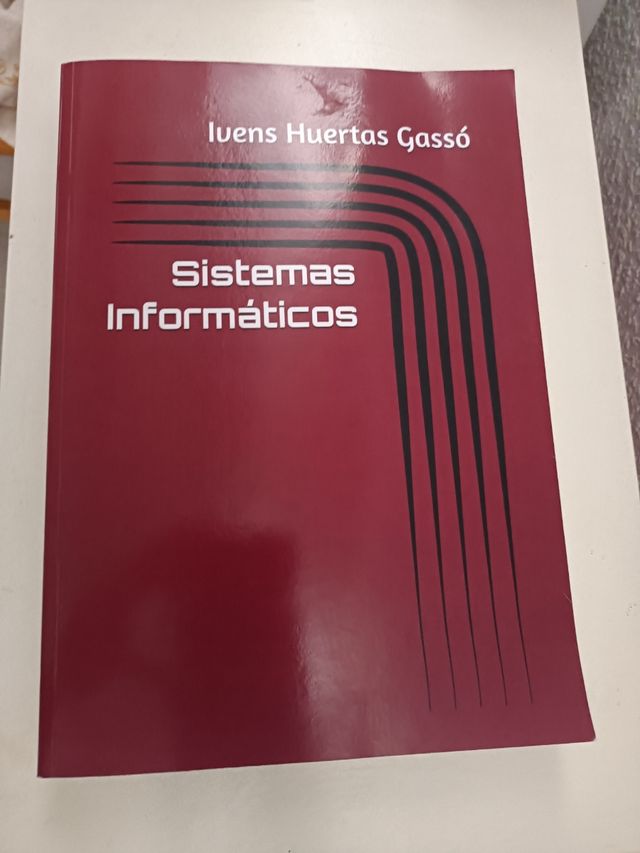 Ivens Huertas Gassó
Sistemas
Informáticos